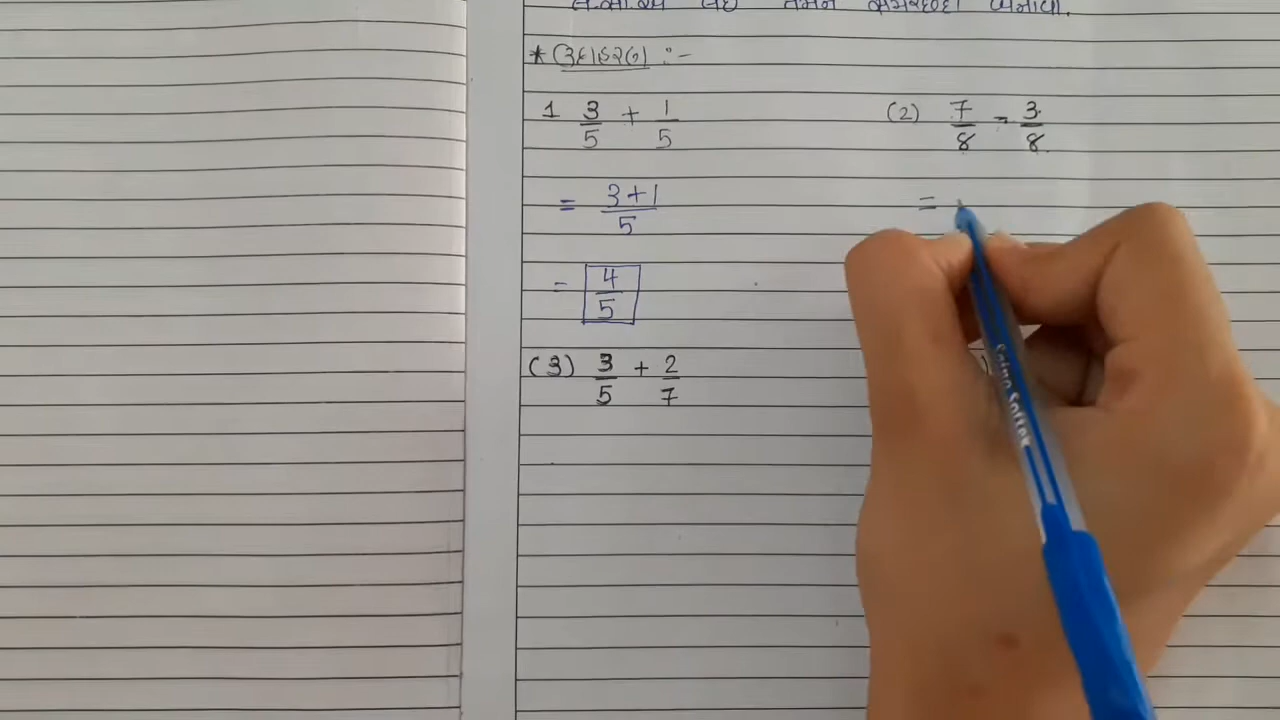 * ઉદાહરણ :-
1 3/5 + 1/5
= 3+1/5
= 4/5
(2) 7/8 - 3/8
=
(3) 3/5 + 2/7